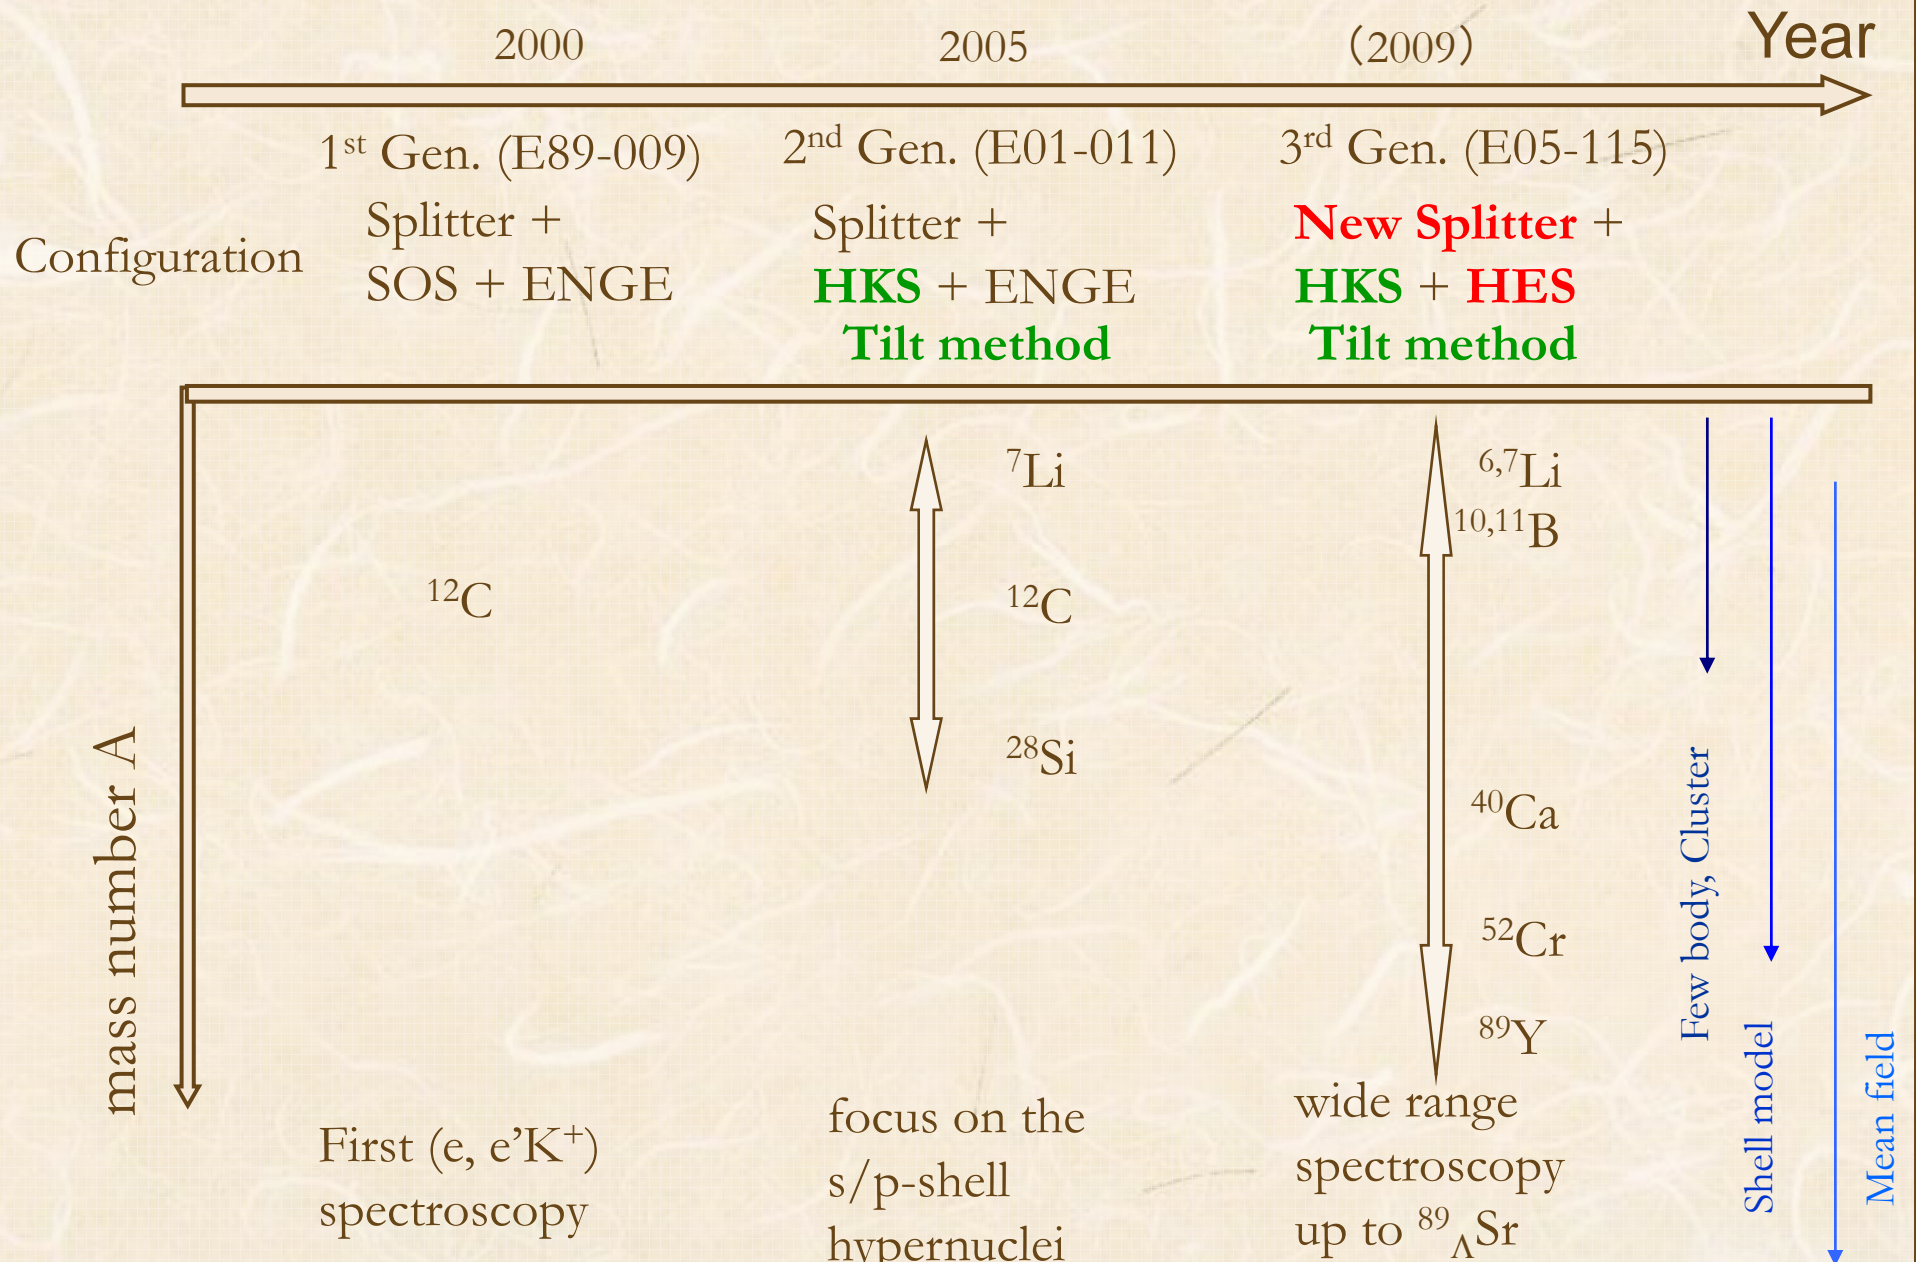 2000 2005 （2009） Year
1st Gen. (E89-009) 2nd Gen. (E01-011) 3rd Gen. (E05-115)
Configuration
Splitter +
SOS + ENGE
Splitter +
HKS + ENGE
Tilt method
New Splitter +
HKS + HES
Tilt method
mass number A
12C
7Li
12C
28Si
6,7Li
10,11B
40Ca
52Cr
89Y
Few body, Cluster
Shell model
Mean field
First (e, e’K+)
spectroscopy
focus on the
s/p-shell
hypernuclei
wide range
spectroscopy
up to 89ΛSr